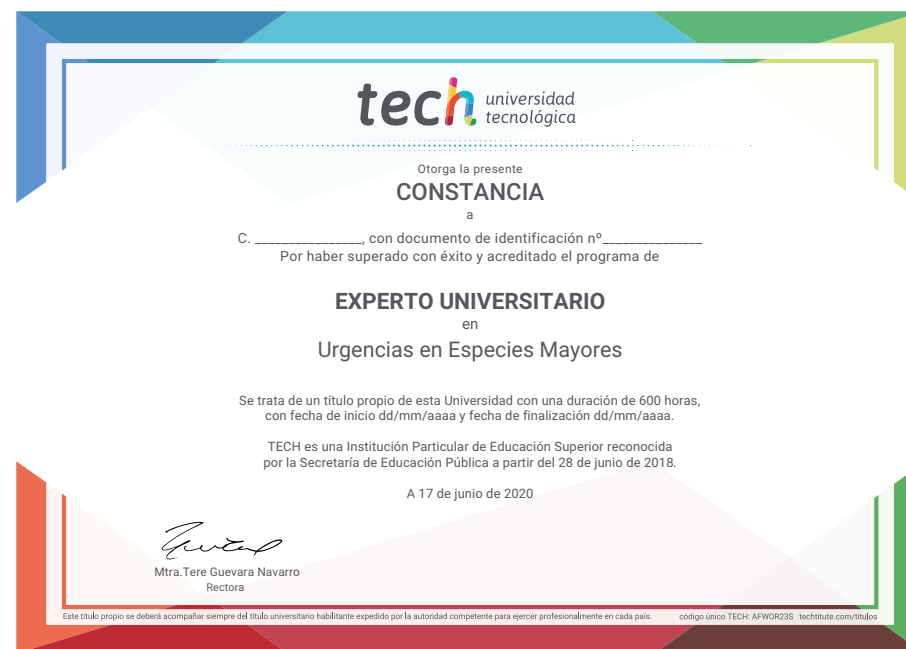 tech universidad
tecnológica
Otorga la presente
CONSTANCIA
a
C. ________________, con documento de identificación nº_______________
Por haber superado con éxito y acreditado el programa de
EXPERTO UNIVERSITARIO
en
Urgencias en Especies Mayores
Se trata de un título propio de esta Universidad con una duración de 600 horas,
con fecha de inicio dd/mm/aaaa y fecha de finalización dd/mm/aaaa.
TECH es una Institución Particular de Educación Superior reconocida
por la Secretaría de Educación Pública a partir del 28 de junio de 2018.
A 17 de junio de 2020
Mtra.Tere Guevara Navarro
Rectora
Este título propio se deberá acompañar siempre del título universitario habilitante expedido por la autoridad competente para ejercer profesionalmente en cada país. código único TECH: AFWOR23S techtitute.com/titulos